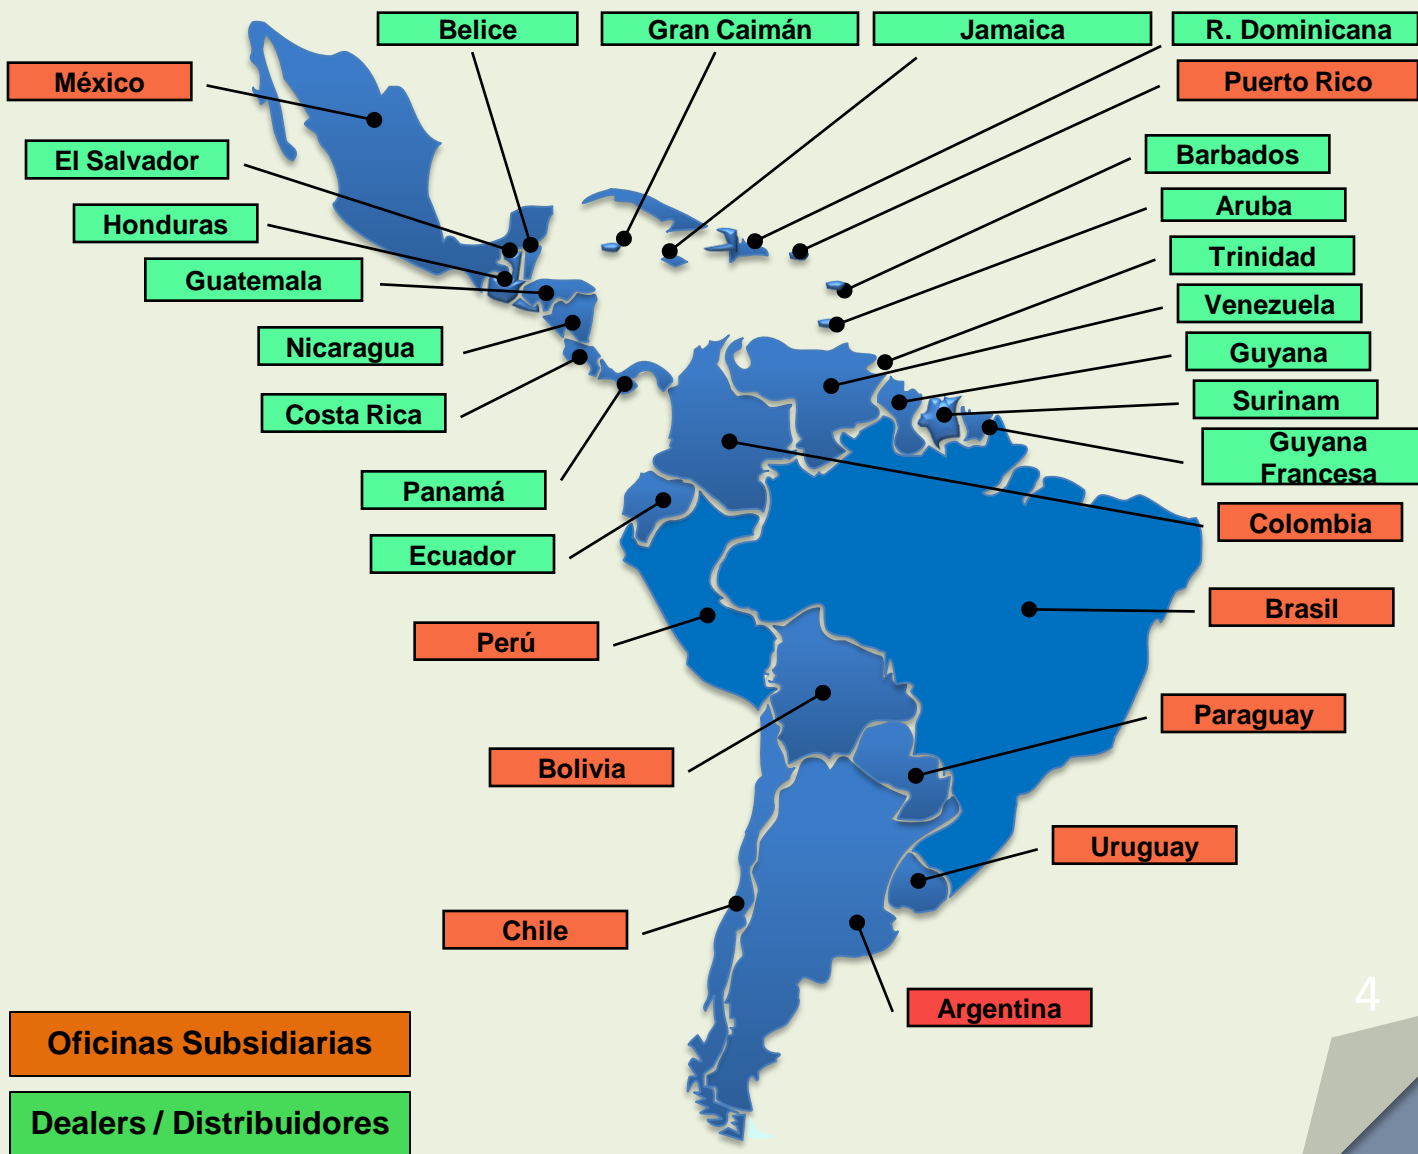 Belice
Gran Caimán
Jamaica
R. Dominicana
México
Puerto Rico
El Salvador
Barbados
Honduras
Aruba
Guatemala
Trinidad
Nicaragua
Venezuela
Costa Rica
Guyana
Surinam
Guyana
Francesa
Panamá
Colombia
Ecuador
Brasil
Perú
Paraguay
Bolivia
Uruguay
Chile
Argentina
4
Oficinas Subsidiarias
Dealers / Distribuidores